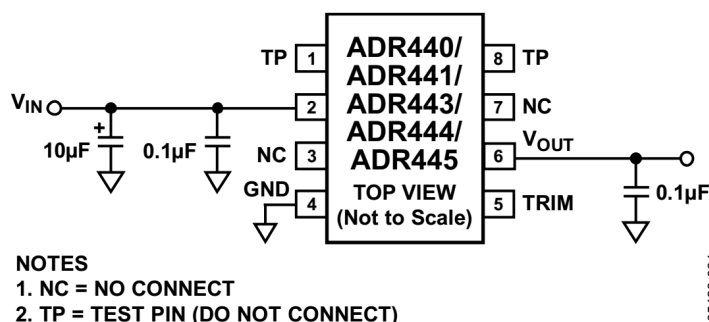 TP 1
ADR440/
ADR441/
ADR443/
ADR444/
ADR445
TOP VIEW
(Not to Scale)
8 TP
VIN
2
7 NC
10µF
+
0.1µF
NC 3
VOUT
6
GND
4
5 TRIM
0.1µF
NOTES
1. NC = NO CONNECT
2. TP = TEST PIN (DO NOT CONNECT)